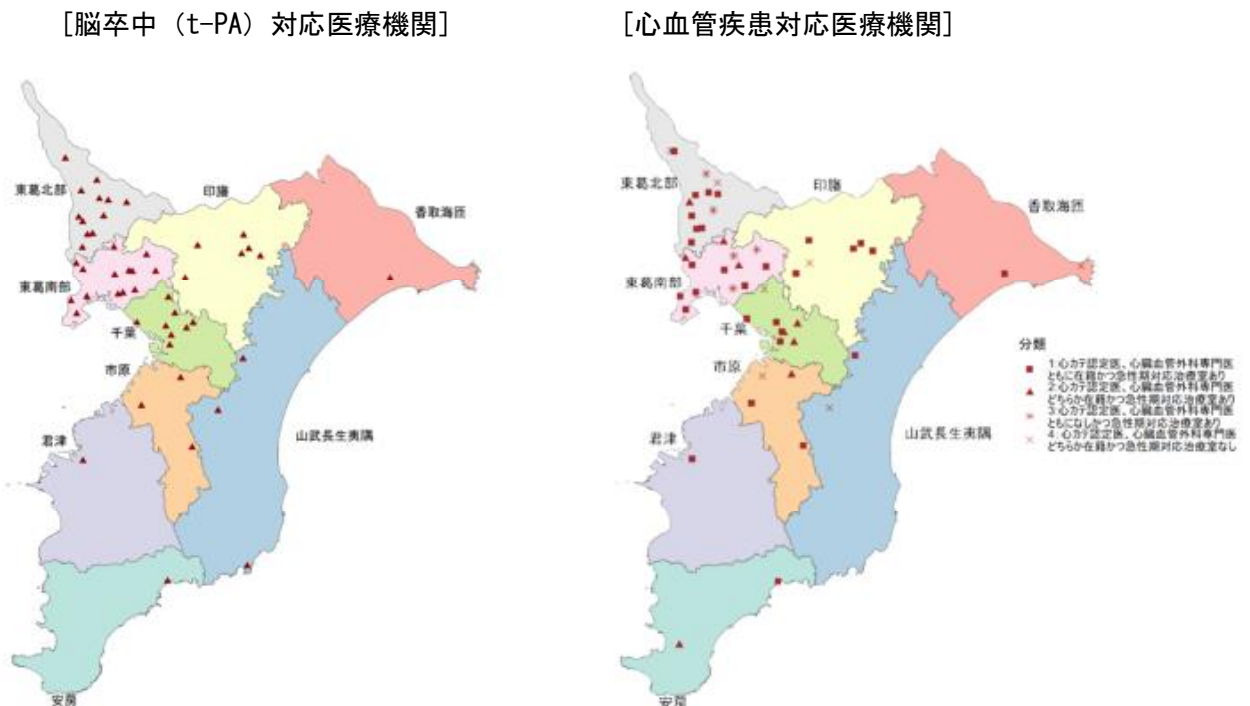 [脳卒中（t-PA）対応医療機関]
[心血管疾患対応医療機関]
東葛北部
印旛
香取海匝
東葛南部
千葉
市原
君津
山武長生夷隅
安房
東葛北部
印旛
香取海匝
東葛南部
千葉
市原
君津
山武長生夷隅
安房
分類
1.心カテ認定医、心臓血管外科専門医
ともに在籍かつ急性期対応治療室あり
2.心カテ認定医、心臓血管外科専門医
どちらか在籍かつ急性期対応治療室あり
3.心カテ認定医、心臓血管外科専門医
ともになしかつ急性期対応治療室あり
4.心カテ認定医、心臓血管外科専門医
どちらか在籍かつ急性期対応治療室なし